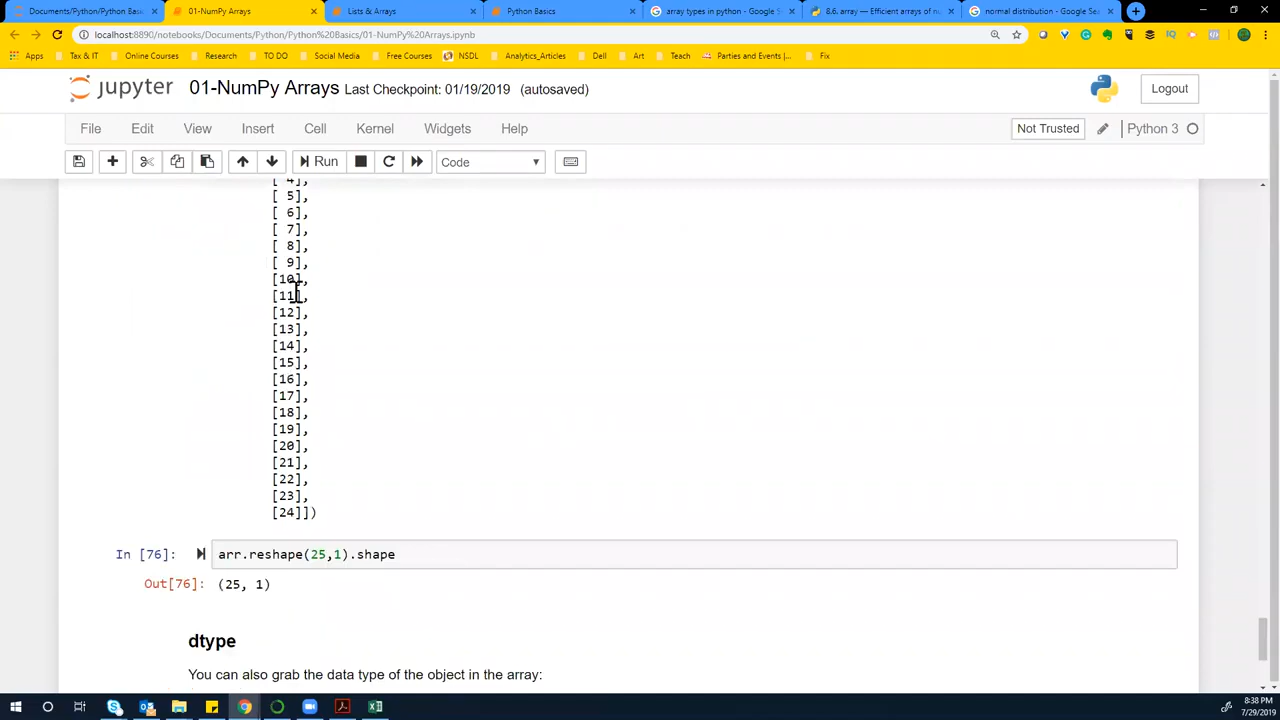 Documents/Python/Python Basic
01-NumPy Arrays
Lists & Arrays
Python Basics
array types in python - Google S
8.6. array — Efficient arrays of nu
normal distribution - Google Sea
localhost:8890/notebooks/Documents/Python/Python%20Basics/01-NumPy%20Arrays.ipynb
Apps
Tax & IT
Online Courses
Research
TO DO
Social Media
Free Courses
NSDL
Analytics_Articles
Dell
Art
Teach
Parties and Events |...
Fix
jupyter 01-NumPy Arrays Last Checkpoint: 01/19/2019 (autosaved)
Logout
File Edit View Insert Cell Kernel Widgets Help
Not Trusted
Python 3
Run
Code
[ 4],
[ 5],
[ 6],
[ 7],
[ 8],
[ 9],
[10],
[11],
[12],
[13],
[14],
[15],
[16],
[17],
[18],
[19],
[20],
[21],
[22],
[23],
[24]])
In [76]: arr.reshape(25,1).shape
Out[76]: (25, 1)
dtype
You can also grab the data type of the object in the array:
8:38 PM
7/29/2019